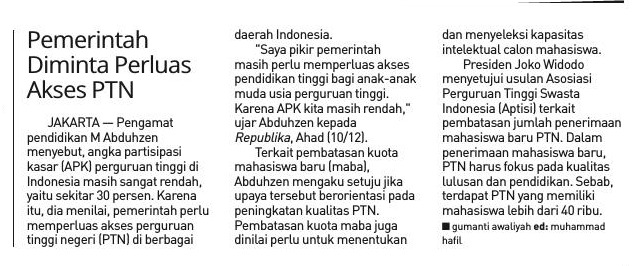 Pemerintah
Diminta Perluas
Akses PTN
JAKARTA — Pengamat
pendidikan M Abduhzen
menyebut, angka partisipasi
kasar (APK) perguruan tinggi di
Indonesia masih sangat rendah,
yaitu sekitar 30 persen. Karena
itu, dia menilai, pemerintah perlu
memperluas akses perguruan
tinggi negeri (PTN) di berbagai
daerah Indonesia.
"Saya pikir pemerintah
masih perlu memperluas akses
pendidikan tinggi bagi anak-anak
muda usia perguruan tinggi.
Karena APK kita masih rendah,"
ujar Abduhzen kepada
Republika, Ahad (10/12).
Terkait pembatasan kuota
mahasiswa baru (maba),
Abduhzen mengaku setuju jika
upaya tersebut berorientasi pada
peningkatan kualitas PTN.
Pembatasan kuota maba juga
dinilai perlu untuk menentukan
dan menyeleksi kapasitas
intelektual calon mahasiswa.
Presiden Joko Widodo
menyetujui usulan Asosiasi
Perguruan Tinggi Swasta
Indonesia (Aptisi) terkait
pembatasan jumlah penerimaan
mahasiswa baru PTN. Dalam
penerimaan mahasiswa baru,
PTN harus fokus pada kualitas
lulusan dan pendidikan. Sebab,
terdapat PTN yang memiliki
mahasiswa lebih dari 40 ribu.
■ gumanti awaliyah ed: muhammad
hafil